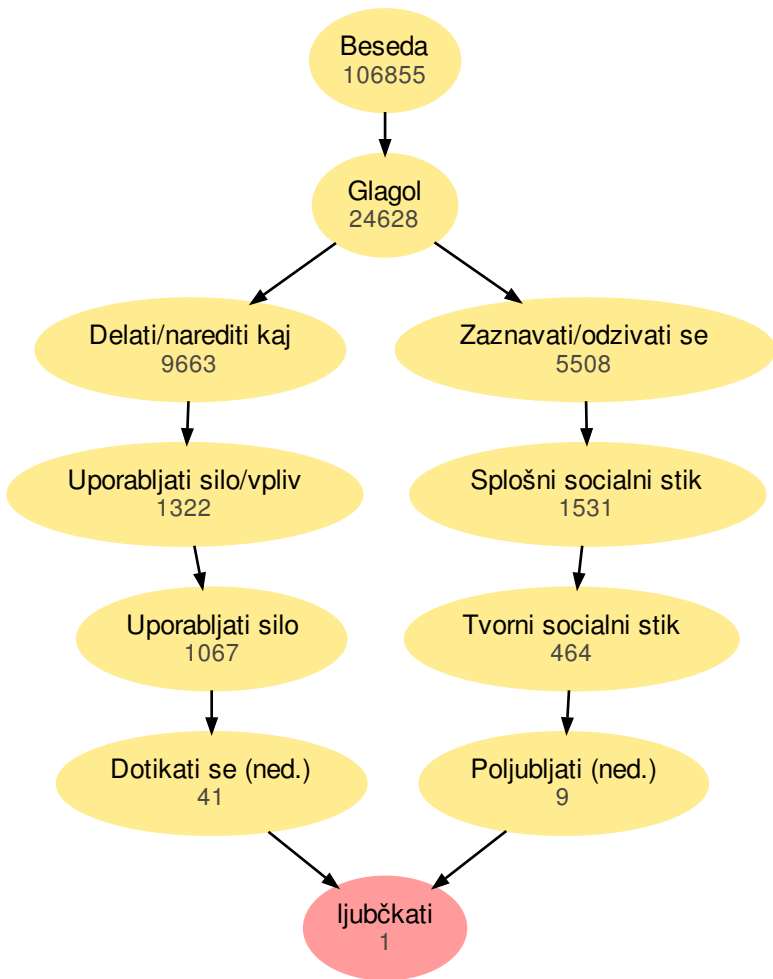 Beseda
106855
Glagol
24628
Delati/narediti kaj
9663
Zaznavati/odzivati se
5508
Uporabljati silo/vpliv
1322
Splošni socialni stik
1531
Uporabljati silo
1067
Tvorni socialni stik
464
Dotikati se (ned.)
41
Poljubljati (ned.)
9
ljubčkati
1